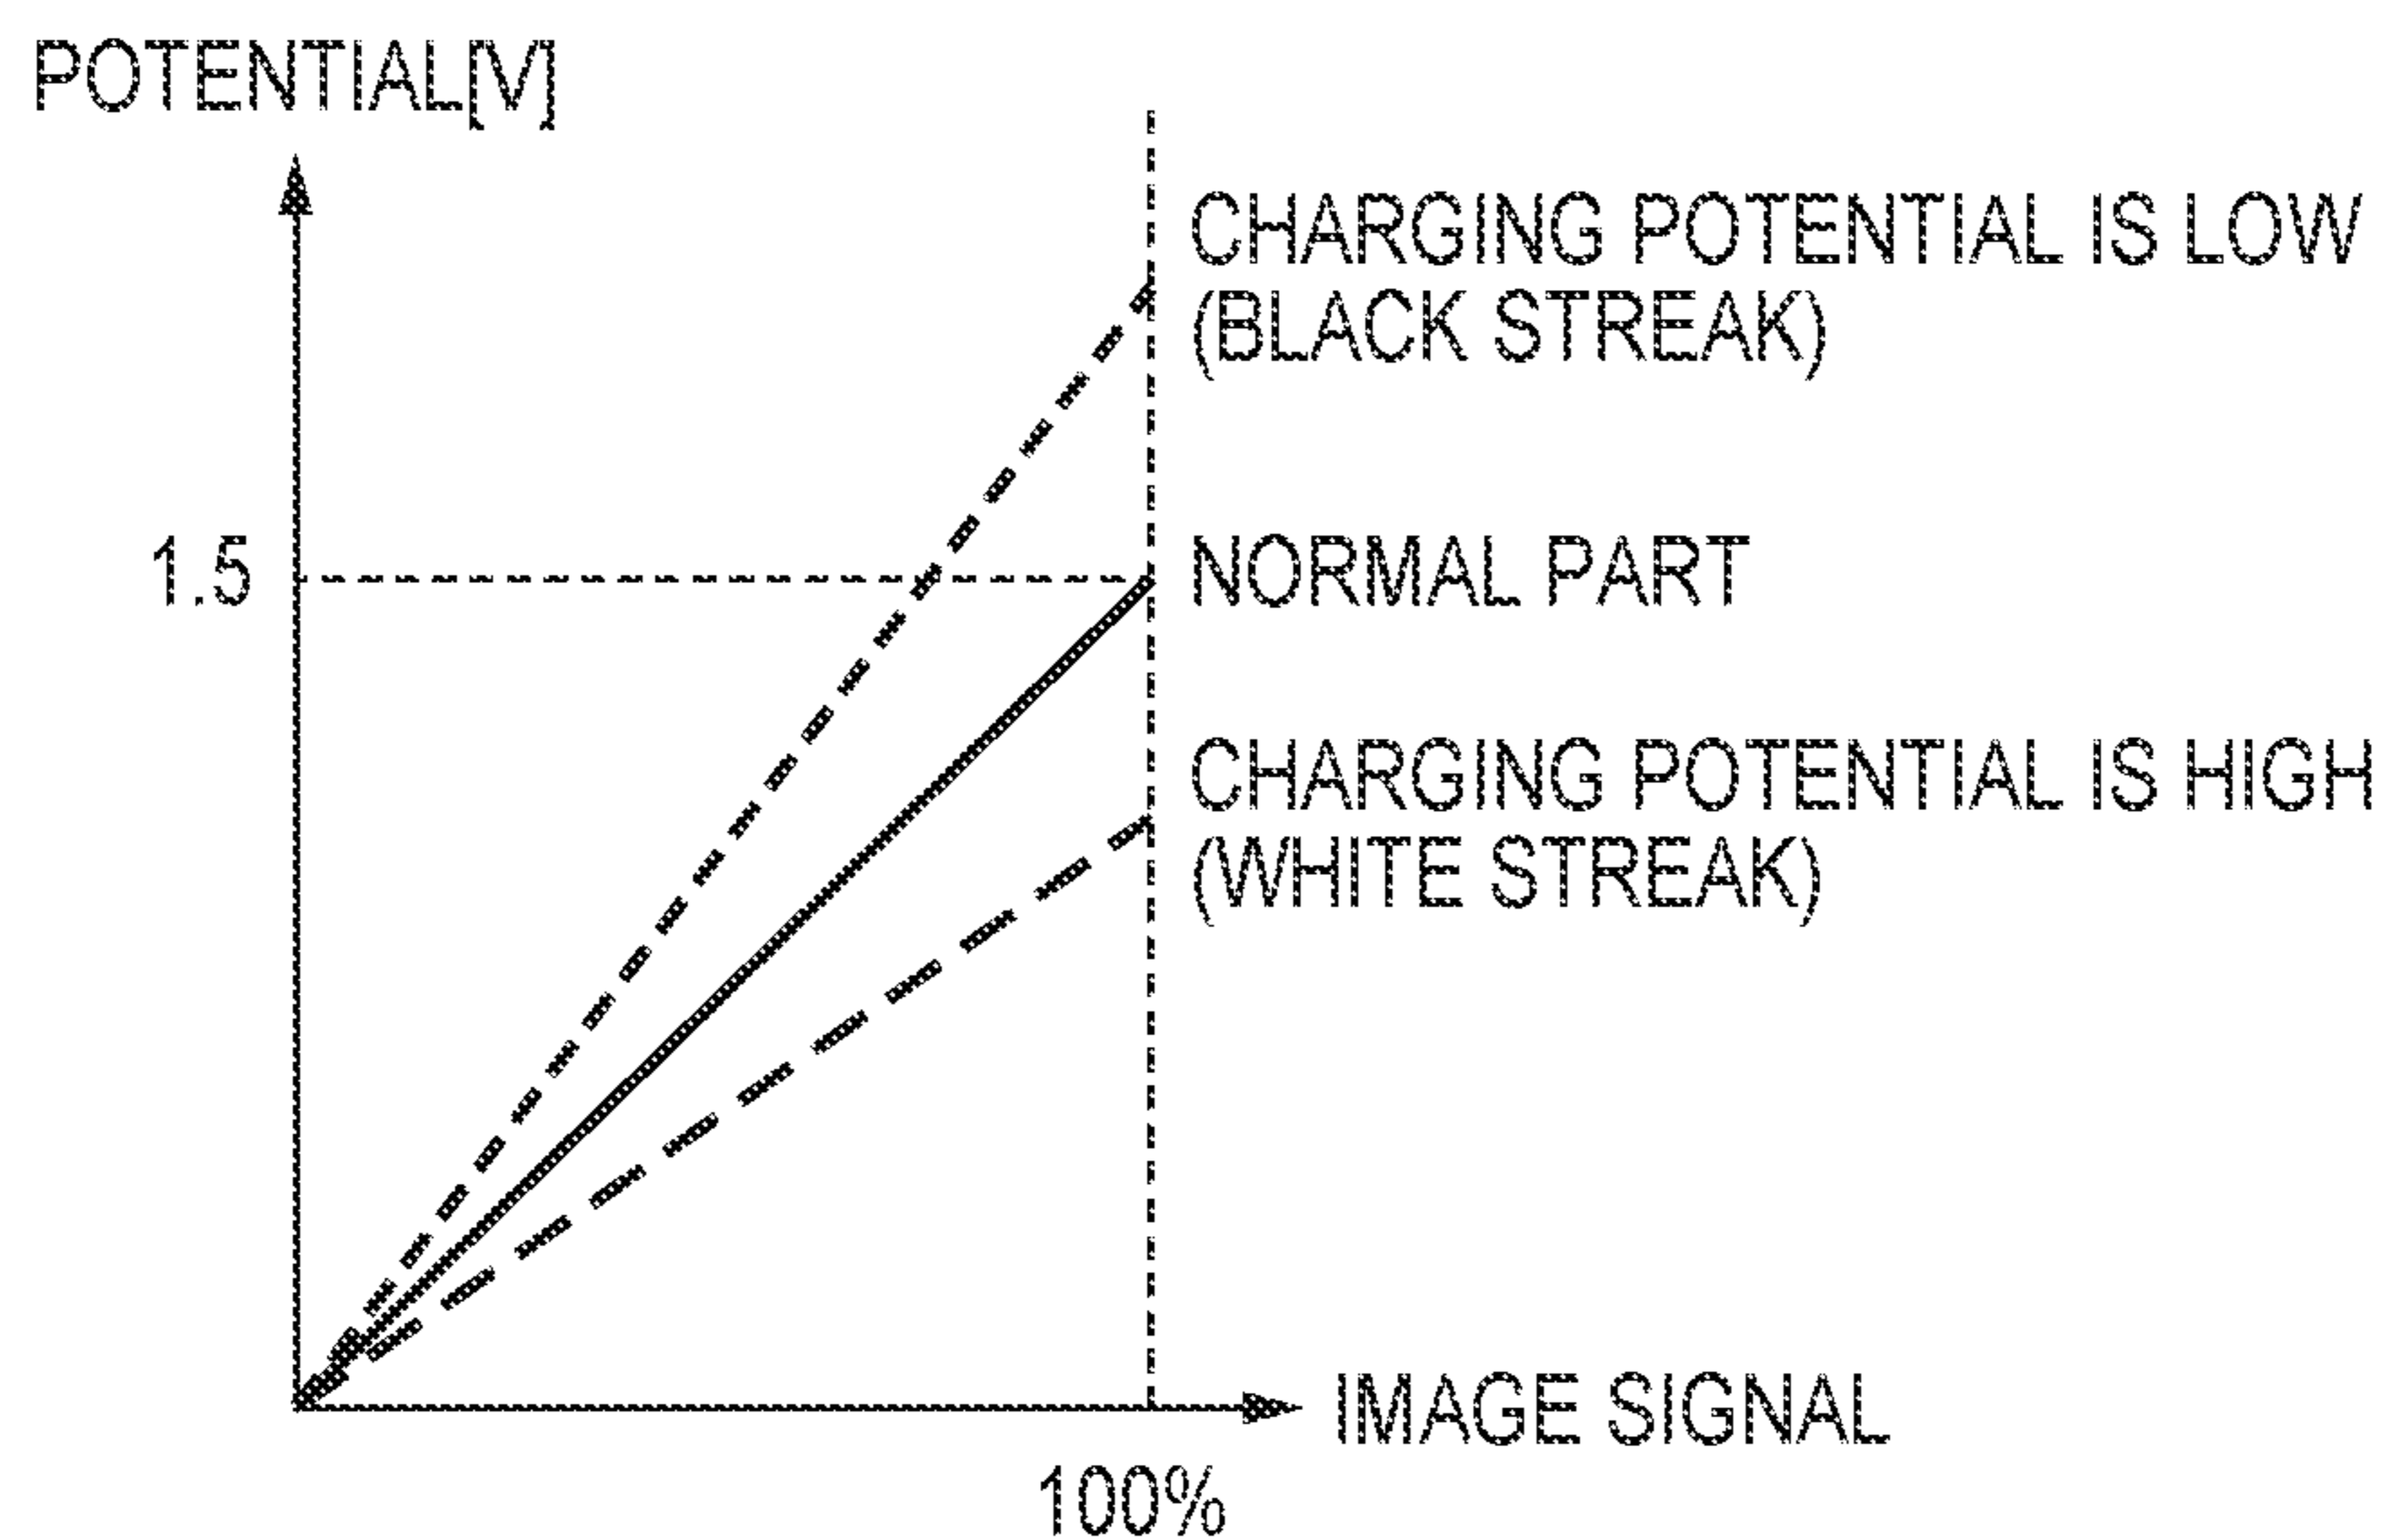 POTENTIAL[V]
CHARGING POTENTIAL IS LOW
(BLACK STREAK)
1.5
NORMAL PART
CHARGING POTENTIAL IS HIGH
(WHITE STREAK)
IMAGE SIGNAL
100%